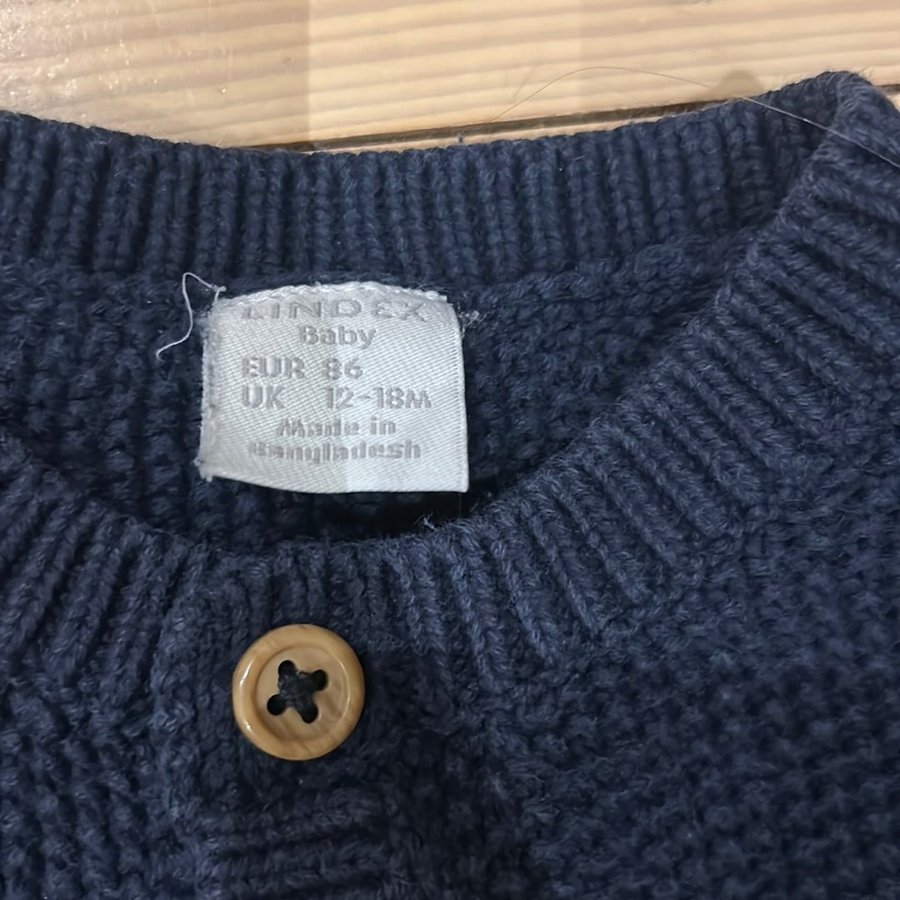 LINDEX
Baby
EUR 86
UK 12-18M
Made in
Bangladesh